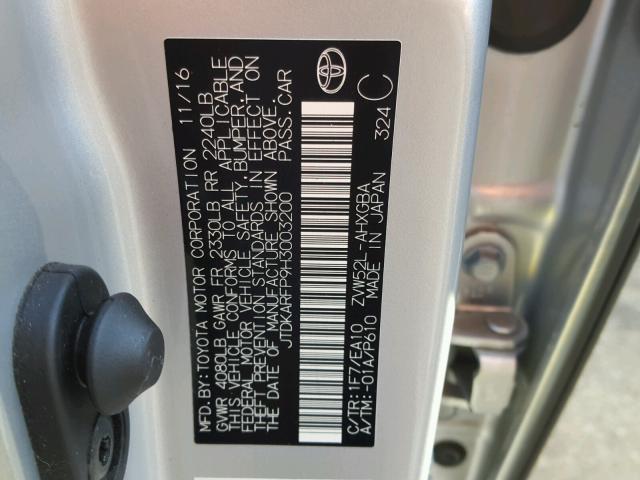 MFD.BY:TOYOTA MOTOR CORPORATION 11/16
GVWR 4080LB GAWR FR 2330LB RR 2240LB
THIS VEHICLE CONFORMS TO ALL APPLICABLE
FEDERAL MOTOR VEHICLE SAFETY, BUMPER, AND
THEFT PREVENTION STANDARDS IN EFFECT ON
THE DATE OF MANUFACTURE SHOWN ABOVE.
JTDKARFP9H3003200 PASS.CAR
C/TR:1F7/EA10 ZVW52L-AHXGBA
A/TM:-01A/P610 MADE IN JAPAN 324 C